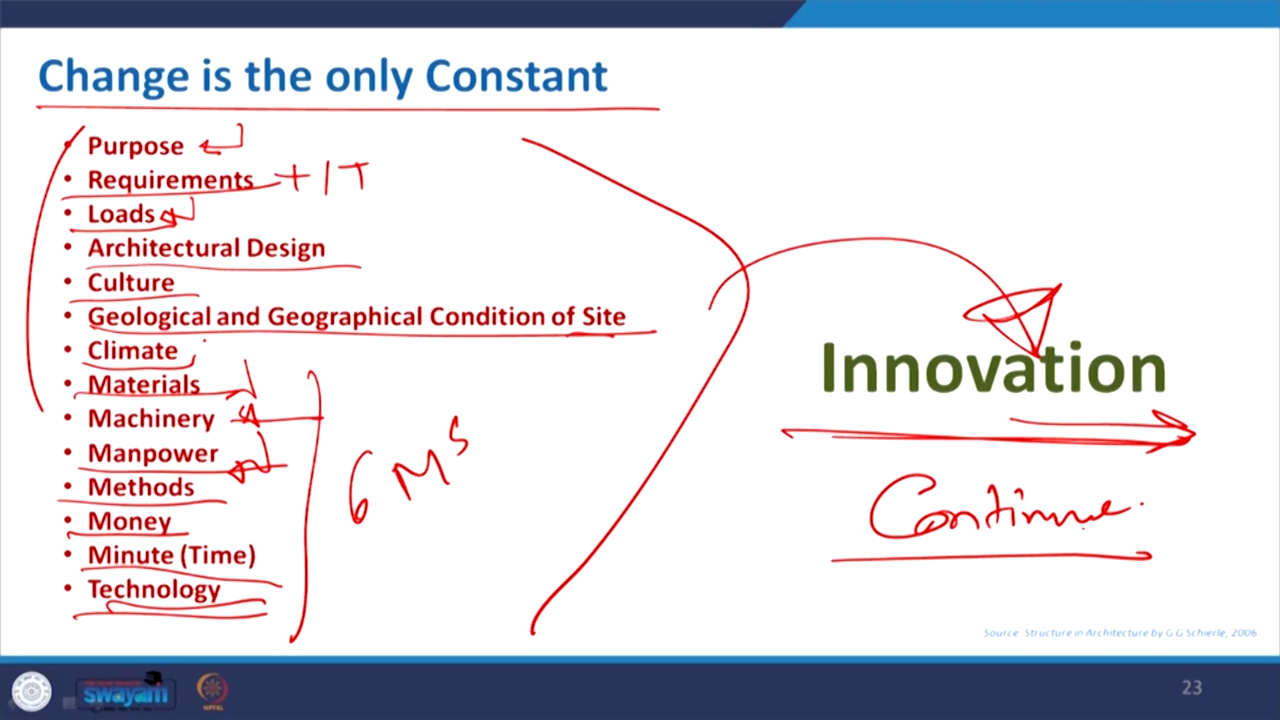 Change is the only Constant
• Purpose
• Requirements + IT
• Loads
• Architectural Design
• Culture
• Geological and Geographical Condition of Site
• Climate
• Materials
• Machinery
• Manpower
• Methods
• Money
• Minute (Time)
• Technology
6 Ms
Innovation
Continue
Source: Structure in Architecture by G G Schierle, 2006
swayam
NPTEL
23